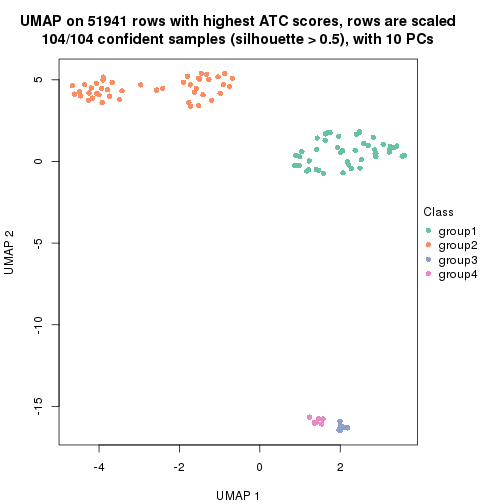 UMAP on 51941 rows with highest ATC scores, rows are scaled
104/104 confident samples (silhouette > 0.5), with 10 PCs
5
0
-5
-10
-15
UMAP 2
-4
-2
0
2
UMAP 1
Class
group1
group2
group3
group4